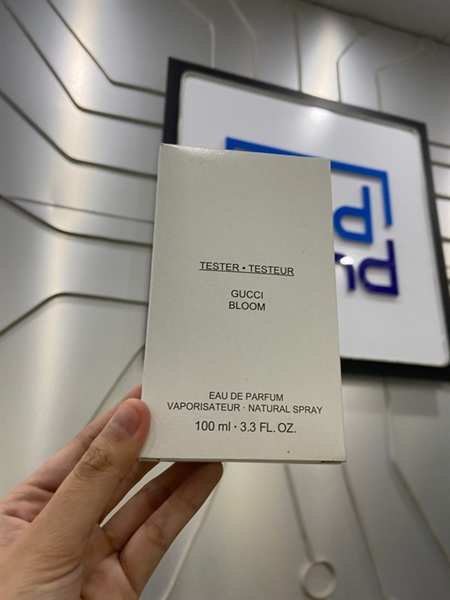 TESTER • TESTEUR
GUCCI
BLOOM
EAU DE PARFUM
VAPORISATEUR · NATURAL SPRAY
100 ml · 3.3 FL. OZ.